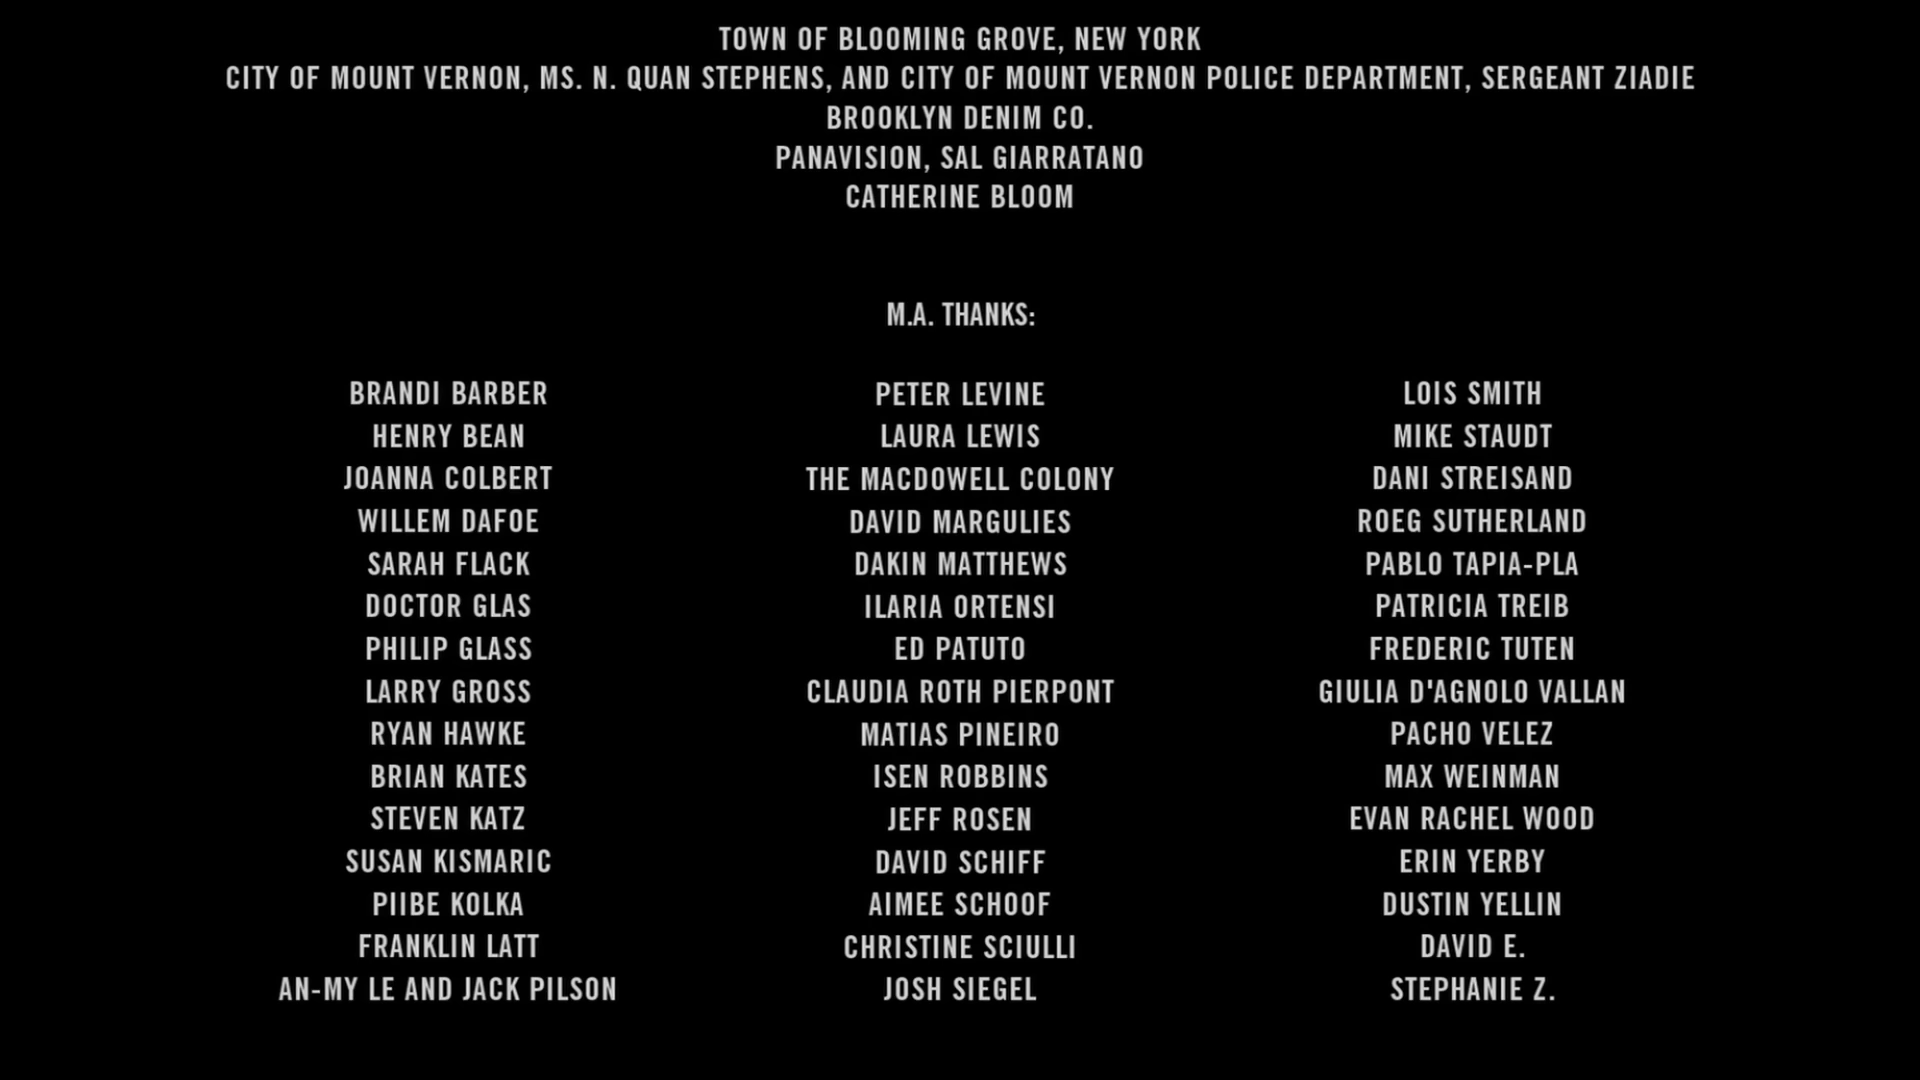 TOWN OF BLOOMING GROVE, NEW YORK
CITY OF MOUNT VERNON, MS. N. QUAN STEPHENS, AND CITY OF MOUNT VERNON POLICE DEPARTMENT, SERGEANT ZIADIE
BROOKLYN DENIM CO.
PANAVISION, SAL GIARRATANO
CATHERINE BLOOM
M.A. THANKS:
BRANDI BARBER
HENRY BEAN
JOANNA COLBERT
WILLEM DAFOE
SARAH FLACK
DOCTOR GLAS
PHILIP GLASS
LARRY GROSS
RYAN HAWKE
BRIAN KATES
STEVEN KATZ
SUSAN KISMARIC
PIIBE KOLKA
FRANKLIN LATT
AN-MY LE AND JACK PILSON
PETER LEVINE
LAURA LEWIS
THE MACDOWELL COLONY
DAVID MARGULIES
DAKIN MATTHEWS
ILARIA ORTENSI
ED PATUTO
CLAUDIA ROTH PIERPONT
MATIAS PINEIRO
ISEN ROBBINS
JEFF ROSEN
DAVID SCHIFF
AIMEE SCHOOF
CHRISTINE SCIULLI
JOSH SIEGEL
LOIS SMITH
MIKE STAUDT
DANI STREISAND
ROEG SUTHERLAND
PABLO TAPIA-PLA
PATRICIA TREIB
FREDERIC TUTEN
GIULIA D'AGNOLO VALLAN
PACHO VELEZ
MAX WEINMAN
EVAN RACHEL WOOD
ERIN YERBY
DUSTIN YELLIN
DAVID E.
STEPHANIE Z.